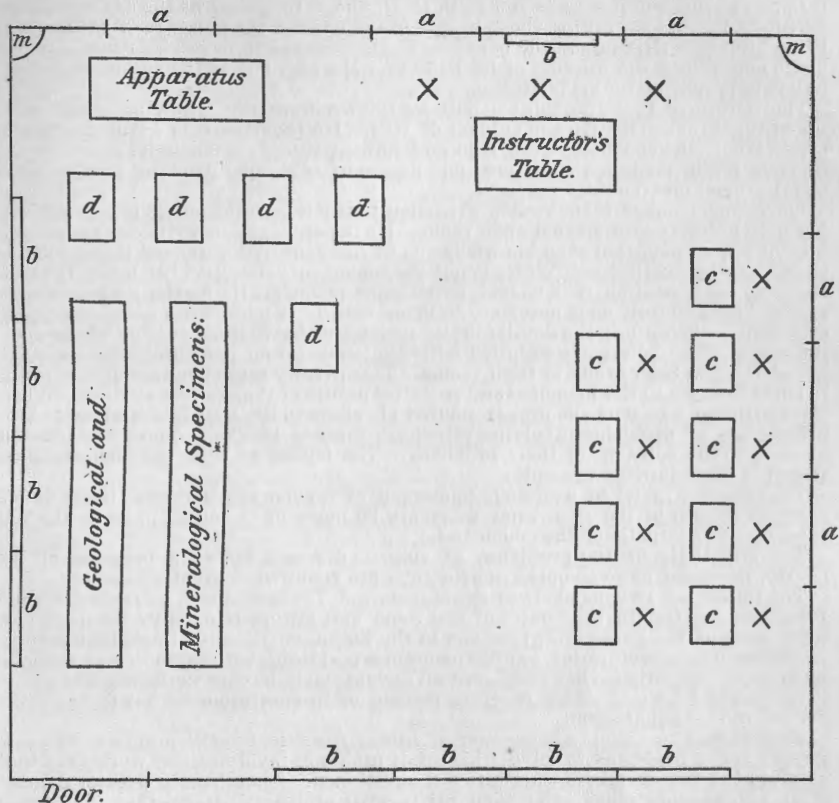 a a a
m b m
Apparatus
Table.
× × ×
Instructor's
Table.
d d d d
b a
c ×
d
b c × c ×
Geological and
Mineralogical Specimens.
c × c ×
b
c × c × a
b c × c ×
b b b b
Door.